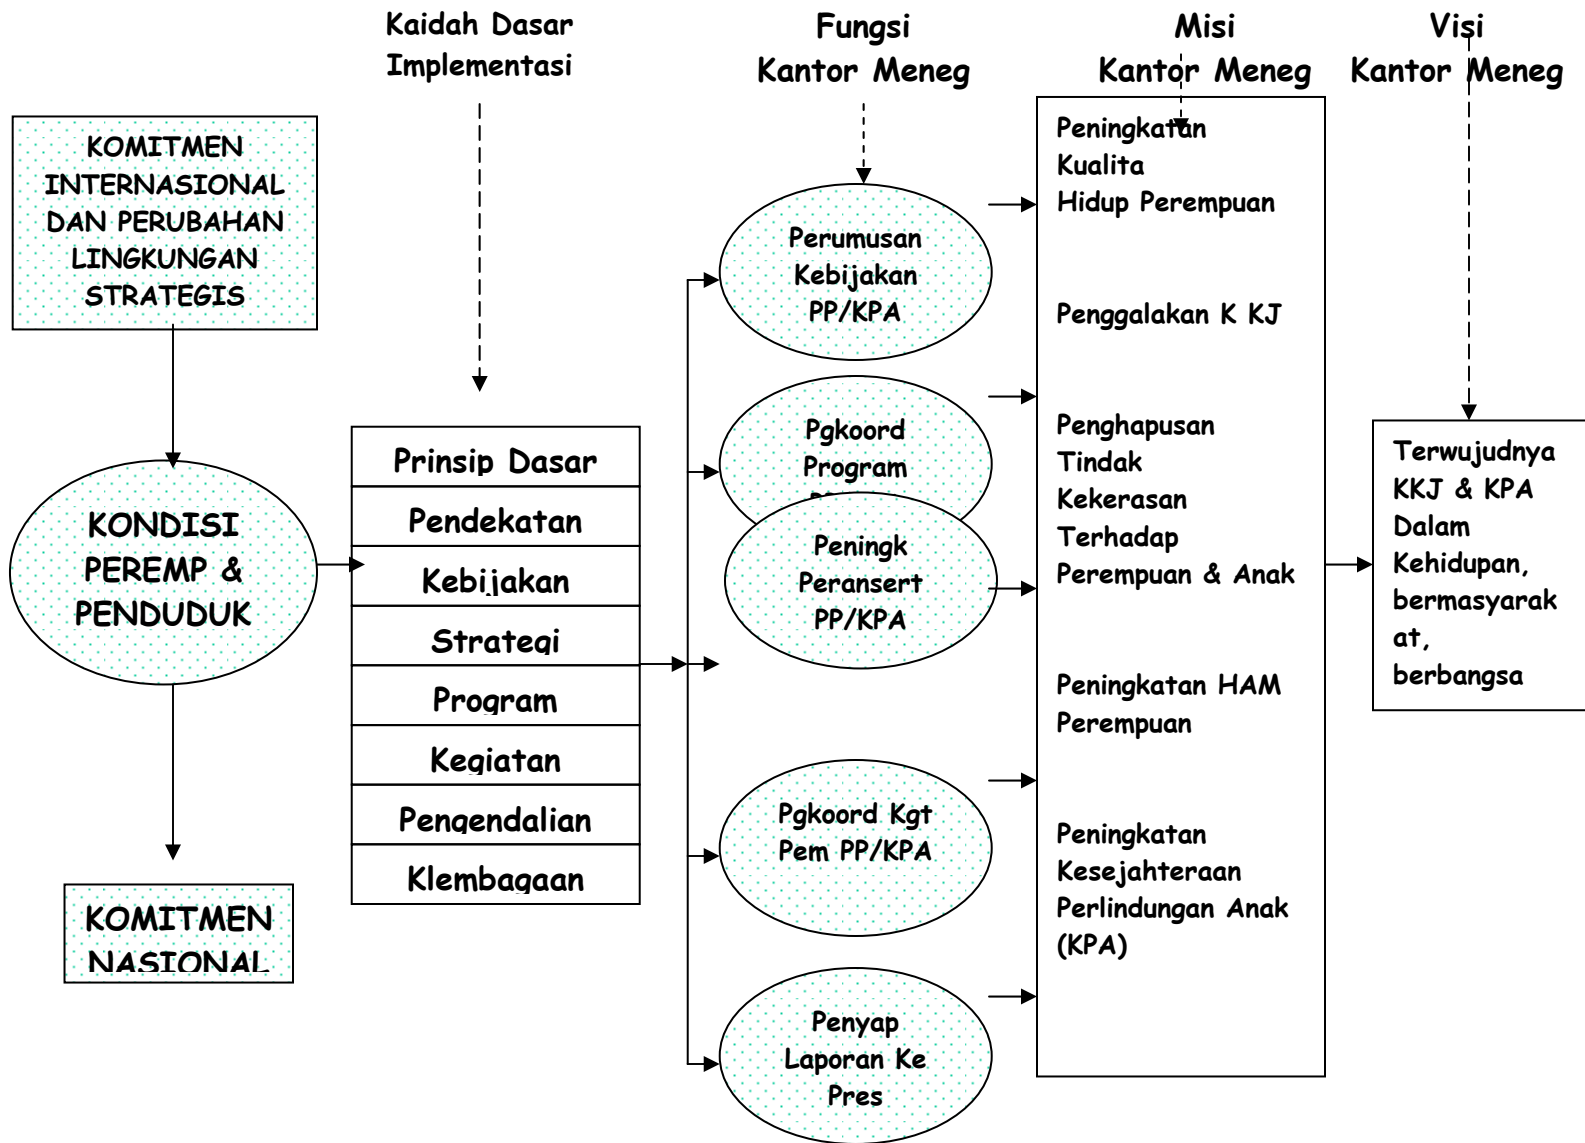 Kaidah Dasar
Implementasi
Fungsi
Kantor Meneg
Misi
Kantor Meneg
Visi
Kantor Meneg
KOMITMEN
INTERNASIONAL
DAN PERUBAHAN
LINGKUNGAN
STRATEGIS
KONDISI
PEREMP &
PENDUDUK
KOMITMEN
NASIONAL
Prinsip Dasar
Pendekatan
Kebijakan
Strategi
Program
Kegiatan
Pengendalian
Klembagaan
Perumusan
Kebijakan
PP/KPA
Pgkoord
Program
Peningk
Peransert
PP/KPA
Pgkoord Kgt
Pem PP/KPA
Penyap
Laporan Ke
Pres
Peningkatan
Kualita
Hidup Perempuan
Penggalakan K KJ
Penghapusan
Tindak
Kekerasan
Terhadap
Perempuan & Anak
Peningkatan HAM
Perempuan
Peningkatan
Kesejahteraan
Perlindungan Anak
(KPA)
Terwujudnya
KKJ & KPA
Dalam
Kehidupan,
bermasyarak
at,
berbangsa